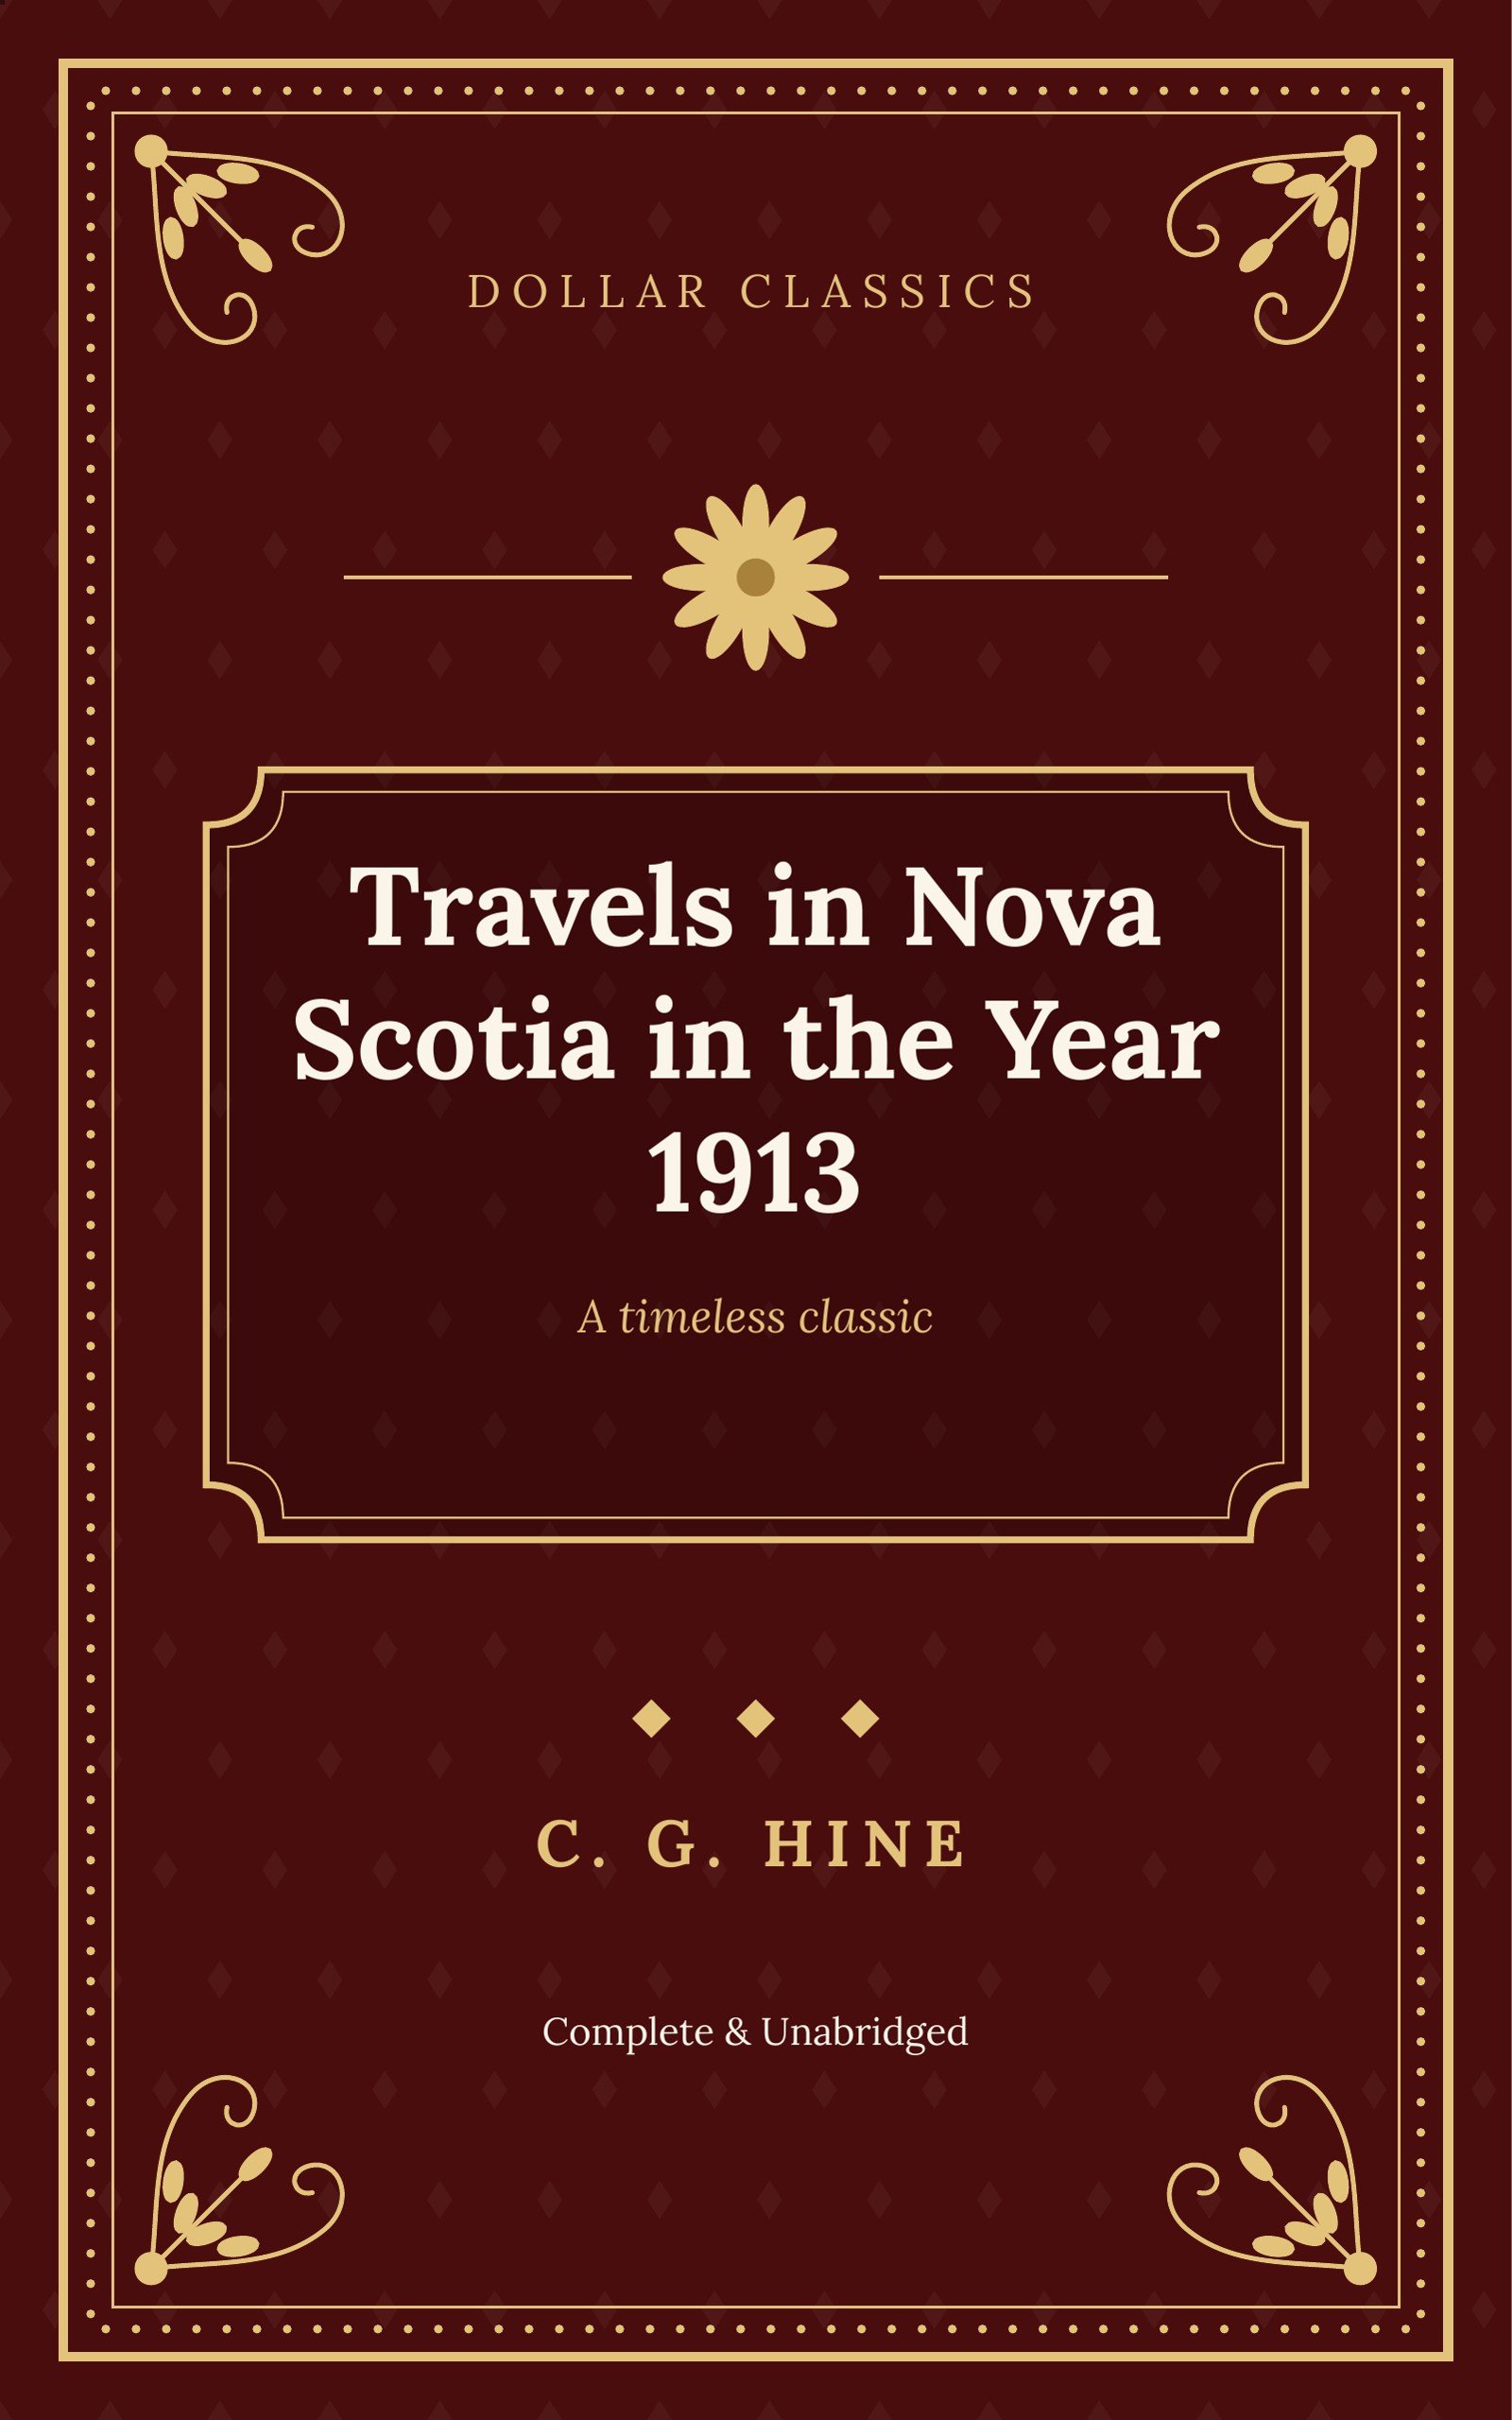 DOLLAR CLASSICS
Travels in Nova
Scotia in the Year
1913
A timeless classic
C. G. HINE
Complete & Unabridged